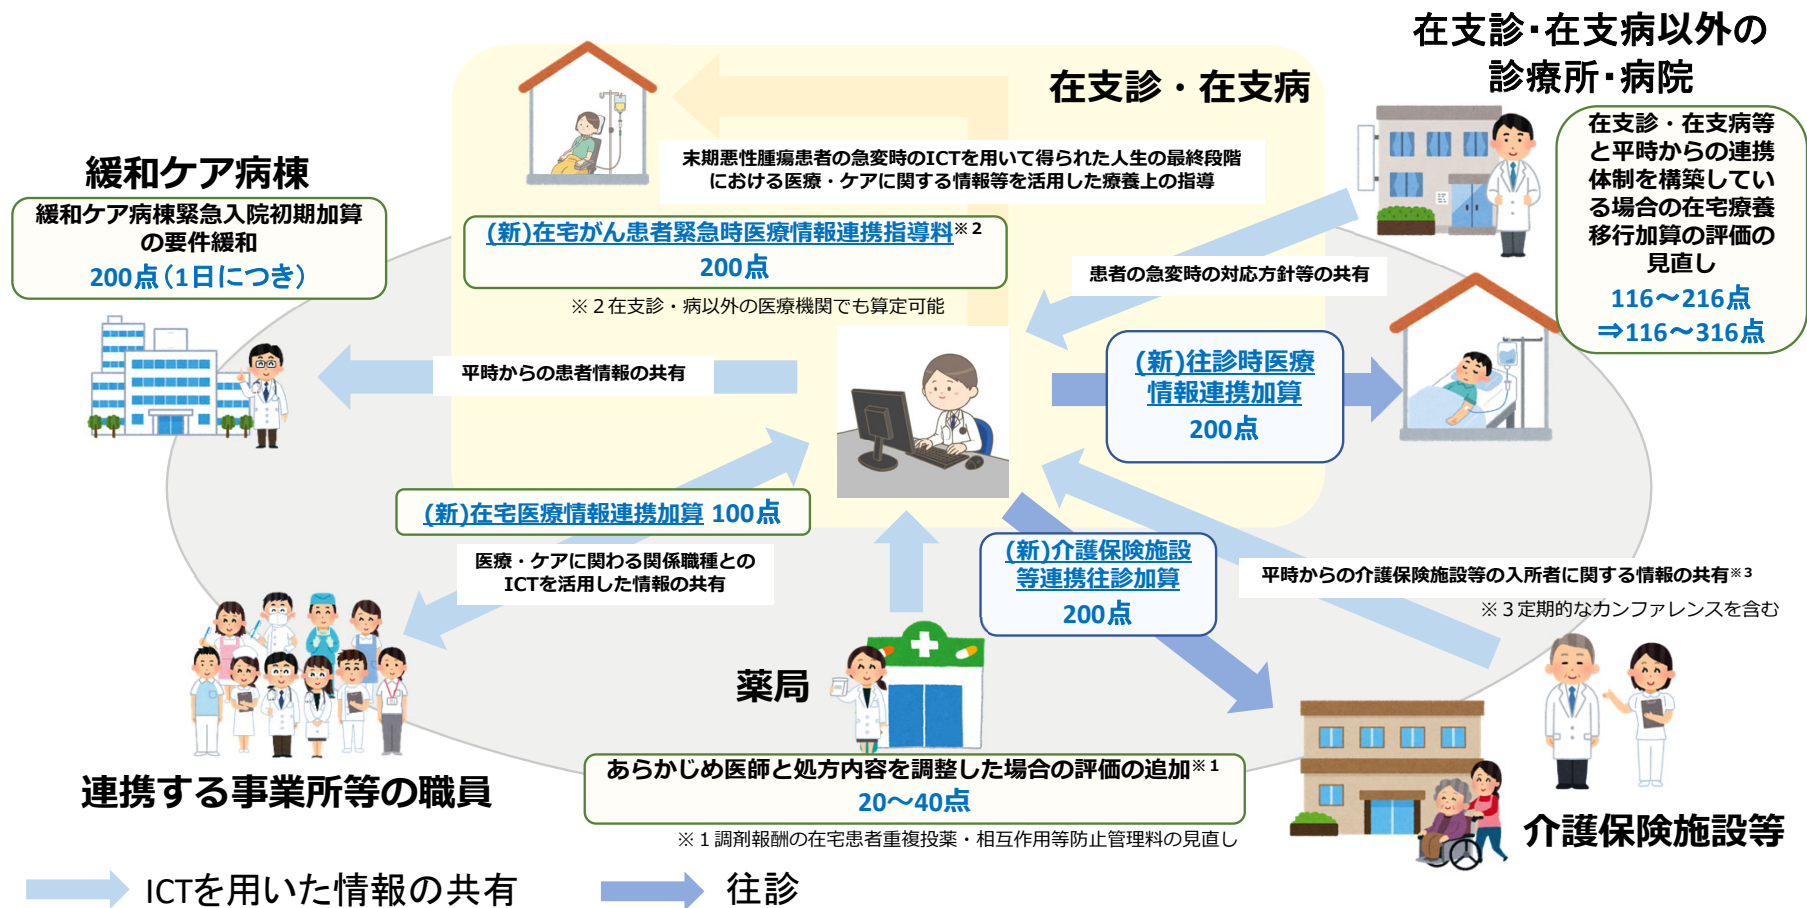 在支診・在支病
在支診・在支病以外の
診療所・病院
在支診・在支病等
と平時からの連携
体制を構築してい
る場合の在宅療養
移行加算の評価の
見直し
116～216点
⇒116～316点
末期悪性腫瘍患者の急変時のICTを用いて得られた人生の最終段階
における医療・ケアに関する情報等を活用した療養上の指導
緩和ケア病棟
緩和ケア病棟緊急入院初期加算
の要件緩和
200点（1日につき）
(新)在宅がん患者緊急時医療情報連携指導料※２
200点
※２在支診・病以外の医療機関でも算定可能
患者の急変時の対応方針等の共有
平時からの患者情報の共有
(新)往診時医療
情報連携加算
200点
(新)在宅医療情報連携加算 100点
医療・ケアに関わる関係職種との
ICTを活用した情報の共有
(新)介護保険施設
等連携往診加算
200点
平時からの介護保険施設等の入所者に関する情報の共有※３
※３定期的なカンファレンスを含む
薬局
あらかじめ医師と処方内容を調整した場合の評価の追加※１
20～40点
※１調剤報酬の在宅患者重複投薬・相互作用等防止管理料の見直し
連携する事業所等の職員
介護保険施設等
ICTを用いた情報の共有
往診